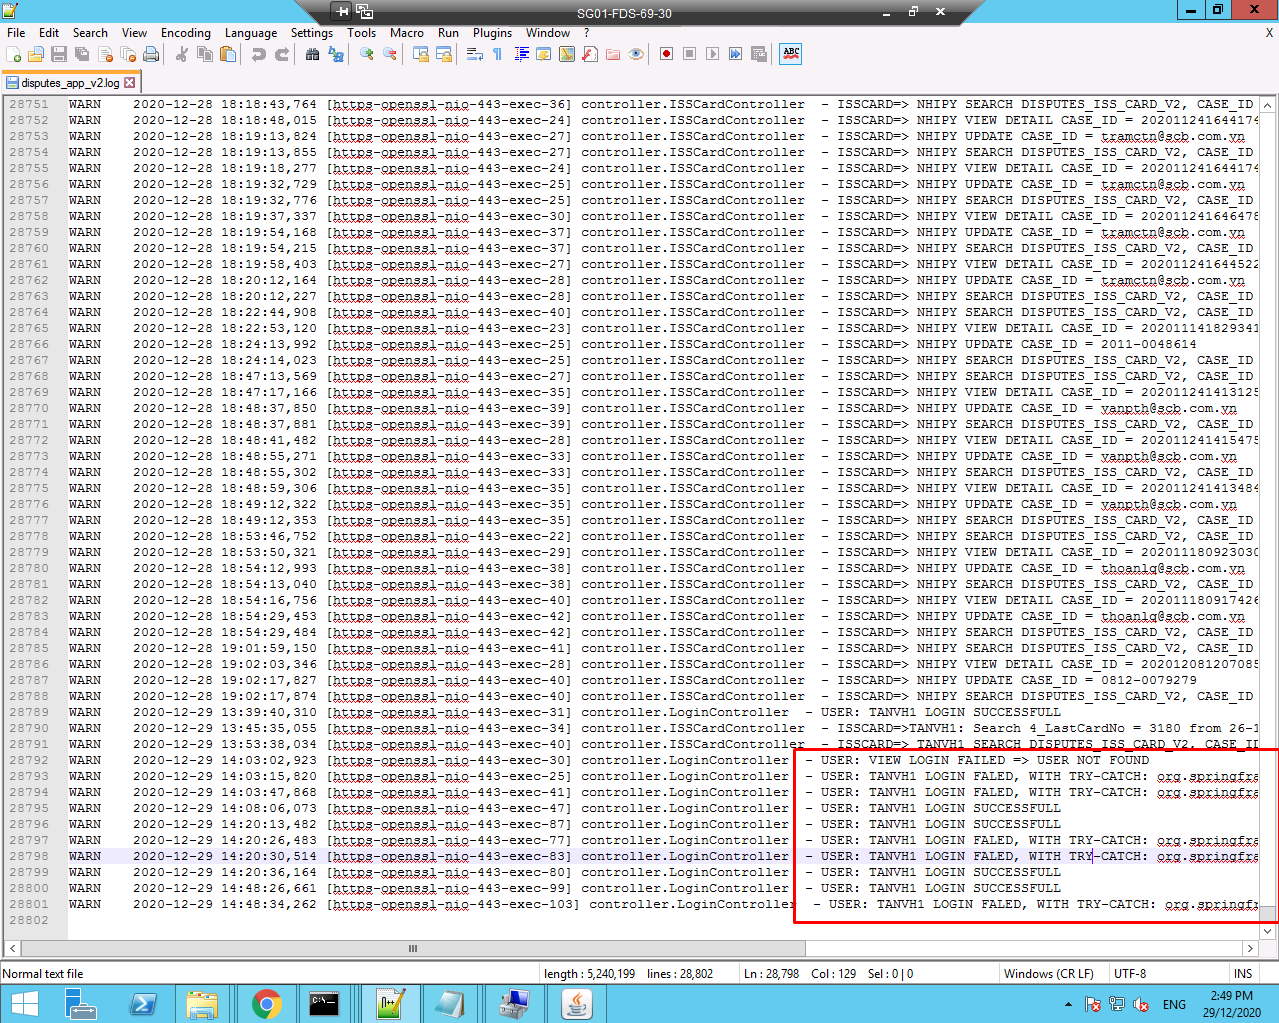 SG01-FDS-69-30
File Edit Search View Encoding Language Settings Tools Macro Run Plugins Window ? X
disputes_app_v2.log
28751 WARN 2020-12-28 18:18:43,764 [https-openssl-nio-443-exec-36] controller.ISSCardController - ISSCARD=> NHIPY SEARCH DISPUTES_ISS_CARD_V2, CASE_ID
28752 WARN 2020-12-28 18:18:48,015 [https-openssl-nio-443-exec-24] controller.ISSCardController - ISSCARD=> NHIPY VIEW DETAIL CASE_ID = 202011241644174
28753 WARN 2020-12-28 18:19:13,824 [https-openssl-nio-443-exec-27] controller.ISSCardController - ISSCARD=> NHIPY UPDATE CASE_ID = tramctn@scb.com.vn
28754 WARN 2020-12-28 18:19:13,855 [https-openssl-nio-443-exec-27] controller.ISSCardController - ISSCARD=> NHIPY SEARCH DISPUTES_ISS_CARD_V2, CASE_ID
28755 WARN 2020-12-28 18:19:18,277 [https-openssl-nio-443-exec-24] controller.ISSCardController - ISSCARD=> NHIPY VIEW DETAIL CASE_ID = 202011241644174
28756 WARN 2020-12-28 18:19:32,729 [https-openssl-nio-443-exec-25] controller.ISSCardController - ISSCARD=> NHIPY UPDATE CASE_ID = tramctn@scb.com.vn
28757 WARN 2020-12-28 18:19:32,776 [https-openssl-nio-443-exec-25] controller.ISSCardController - ISSCARD=> NHIPY SEARCH DISPUTES_ISS_CARD_V2, CASE_ID
28758 WARN 2020-12-28 18:19:37,337 [https-openssl-nio-443-exec-30] controller.ISSCardController - ISSCARD=> NHIPY VIEW DETAIL CASE_ID = 202011241646478
28759 WARN 2020-12-28 18:19:54,168 [https-openssl-nio-443-exec-37] controller.ISSCardController - ISSCARD=> NHIPY UPDATE CASE_ID = tramctn@scb.com.vn
28760 WARN 2020-12-28 18:19:54,215 [https-openssl-nio-443-exec-37] controller.ISSCardController - ISSCARD=> NHIPY SEARCH DISPUTES_ISS_CARD_V2, CASE_ID
28761 WARN 2020-12-28 18:19:58,403 [https-openssl-nio-443-exec-27] controller.ISSCardController - ISSCARD=> NHIPY VIEW DETAIL CASE_ID = 202011241644522
28762 WARN 2020-12-28 18:20:12,164 [https-openssl-nio-443-exec-28] controller.ISSCardController - ISSCARD=> NHIPY UPDATE CASE_ID = tramctn@scb.com.vn
28763 WARN 2020-12-28 18:20:12,227 [https-openssl-nio-443-exec-28] controller.ISSCardController - ISSCARD=> NHIPY SEARCH DISPUTES_ISS_CARD_V2, CASE_ID
28764 WARN 2020-12-28 18:22:44,908 [https-openssl-nio-443-exec-40] controller.ISSCardController - ISSCARD=> NHIPY SEARCH DISPUTES_ISS_CARD_V2, CASE_ID
28765 WARN 2020-12-28 18:22:53,120 [https-openssl-nio-443-exec-23] controller.ISSCardController - ISSCARD=> NHIPY VIEW DETAIL CASE_ID = 202011141829341
28766 WARN 2020-12-28 18:24:13,992 [https-openssl-nio-443-exec-25] controller.ISSCardController - ISSCARD=> NHIPY UPDATE CASE_ID = 2011-0048614
28767 WARN 2020-12-28 18:24:14,023 [https-openssl-nio-443-exec-25] controller.ISSCardController - ISSCARD=> NHIPY SEARCH DISPUTES_ISS_CARD_V2, CASE_ID
28768 WARN 2020-12-28 18:47:13,569 [https-openssl-nio-443-exec-27] controller.ISSCardController - ISSCARD=> NHIPY SEARCH DISPUTES_ISS_CARD_V2, CASE_ID
28769 WARN 2020-12-28 18:47:17,166 [https-openssl-nio-443-exec-35] controller.ISSCardController - ISSCARD=> NHIPY VIEW DETAIL CASE_ID = 202011241413125
28770 WARN 2020-12-28 18:48:37,850 [https-openssl-nio-443-exec-39] controller.ISSCardController - ISSCARD=> NHIPY UPDATE CASE_ID = vanpth@scb.com.vn
28771 WARN 2020-12-28 18:48:37,881 [https-openssl-nio-443-exec-39] controller.ISSCardController - ISSCARD=> NHIPY SEARCH DISPUTES_ISS_CARD_V2, CASE_ID
28772 WARN 2020-12-28 18:48:41,482 [https-openssl-nio-443-exec-28] controller.ISSCardController - ISSCARD=> NHIPY VIEW DETAIL CASE_ID = 202011241415475
28773 WARN 2020-12-28 18:48:55,271 [https-openssl-nio-443-exec-33] controller.ISSCardController - ISSCARD=> NHIPY UPDATE CASE_ID = vanpth@scb.com.vn
28774 WARN 2020-12-28 18:48:55,302 [https-openssl-nio-443-exec-33] controller.ISSCardController - ISSCARD=> NHIPY SEARCH DISPUTES_ISS_CARD_V2, CASE_ID
28775 WARN 2020-12-28 18:48:59,306 [https-openssl-nio-443-exec-35] controller.ISSCardController - ISSCARD=> NHIPY VIEW DETAIL CASE_ID = 202011241413484
28776 WARN 2020-12-28 18:49:12,322 [https-openssl-nio-443-exec-35] controller.ISSCardController - ISSCARD=> NHIPY UPDATE CASE_ID = vanpth@scb.com.vn
28777 WARN 2020-12-28 18:49:12,353 [https-openssl-nio-443-exec-35] controller.ISSCardController - ISSCARD=> NHIPY SEARCH DISPUTES_ISS_CARD_V2, CASE_ID
28778 WARN 2020-12-28 18:53:46,752 [https-openssl-nio-443-exec-22] controller.ISSCardController - ISSCARD=> NHIPY SEARCH DISPUTES_ISS_CARD_V2, CASE_ID
28779 WARN 2020-12-28 18:53:50,321 [https-openssl-nio-443-exec-29] controller.ISSCardController - ISSCARD=> NHIPY VIEW DETAIL CASE_ID = 202011180923030
28780 WARN 2020-12-28 18:54:12,993 [https-openssl-nio-443-exec-38] controller.ISSCardController - ISSCARD=> NHIPY UPDATE CASE_ID = thoanlq@scb.com.vn
28781 WARN 2020-12-28 18:54:13,040 [https-openssl-nio-443-exec-38] controller.ISSCardController - ISSCARD=> NHIPY SEARCH DISPUTES_ISS_CARD_V2, CASE_ID
28782 WARN 2020-12-28 18:54:16,756 [https-openssl-nio-443-exec-40] controller.ISSCardController - ISSCARD=> NHIPY VIEW DETAIL CASE_ID = 202011180917426
28783 WARN 2020-12-28 18:54:29,453 [https-openssl-nio-443-exec-42] controller.ISSCardController - ISSCARD=> NHIPY UPDATE CASE_ID = thoanlq@scb.com.vn
28784 WARN 2020-12-28 18:54:29,484 [https-openssl-nio-443-exec-42] controller.ISSCardController - ISSCARD=> NHIPY SEARCH DISPUTES_ISS_CARD_V2, CASE_ID
28785 WARN 2020-12-28 19:01:59,150 [https-openssl-nio-443-exec-41] controller.ISSCardController - ISSCARD=> NHIPY SEARCH DISPUTES_ISS_CARD_V2, CASE_ID
28786 WARN 2020-12-28 19:02:03,346 [https-openssl-nio-443-exec-28] controller.ISSCardController - ISSCARD=> NHIPY VIEW DETAIL CASE_ID = 202012081207085
28787 WARN 2020-12-28 19:02:17,827 [https-openssl-nio-443-exec-40] controller.ISSCardController - ISSCARD=> NHIPY UPDATE CASE_ID = 0812-0079279
28788 WARN 2020-12-28 19:02:17,874 [https-openssl-nio-443-exec-40] controller.ISSCardController - ISSCARD=> NHIPY SEARCH DISPUTES_ISS_CARD_V2, CASE_ID
28789 WARN 2020-12-29 13:39:40,310 [https-openssl-nio-443-exec-31] controller.LoginController - USER: TANVH1 LOGIN SUCCESSFULL
28790 WARN 2020-12-29 13:45:35,055 [https-openssl-nio-443-exec-34] controller.ISSCardController - ISSCARD=>TANVH1: Search 4_LastCardNo = 3180 from 26-1
28791 WARN 2020-12-29 13:53:38,034 [https-openssl-nio-443-exec-40] controller.ISSCardController - ISSCARD=> TANVH1 SEARCH DISPUTES_ISS_CARD_V2, CASE_ID
28792 WARN 2020-12-29 14:03:02,923 [https-openssl-nio-443-exec-30] controller.LoginController - USER: VIEW LOGIN FAILED => USER NOT FOUND
28793 WARN 2020-12-29 14:03:15,820 [https-openssl-nio-443-exec-25] controller.LoginController - USER: TANVH1 LOGIN FALED, WITH TRY-CATCH: org.springfra
28794 WARN 2020-12-29 14:03:47,868 [https-openssl-nio-443-exec-41] controller.LoginController - USER: TANVH1 LOGIN FALED, WITH TRY-CATCH: org.springfra
28795 WARN 2020-12-29 14:08:06,073 [https-openssl-nio-443-exec-47] controller.LoginController - USER: TANVH1 LOGIN SUCCESSFULL
28796 WARN 2020-12-29 14:20:13,482 [https-openssl-nio-443-exec-87] controller.LoginController - USER: TANVH1 LOGIN SUCCESSFULL
28797 WARN 2020-12-29 14:20:26,483 [https-openssl-nio-443-exec-77] controller.LoginController - USER: TANVH1 LOGIN FALED, WITH TRY-CATCH: org.springfra
28798 WARN 2020-12-29 14:20:30,514 [https-openssl-nio-443-exec-83] controller.LoginController - USER: TANVH1 LOGIN FALED, WITH TRY-CATCH: org.springfra
28799 WARN 2020-12-29 14:20:36,164 [https-openssl-nio-443-exec-80] controller.LoginController - USER: TANVH1 LOGIN SUCCESSFULL
28800 WARN 2020-12-29 14:48:26,661 [https-openssl-nio-443-exec-99] controller.LoginController - USER: TANVH1 LOGIN SUCCESSFULL
28801 WARN 2020-12-29 14:48:34,262 [https-openssl-nio-443-exec-103] controller.LoginController - USER: TANVH1 LOGIN FALED, WITH TRY-CATCH: org.springfra
28802
Normal text file length : 5,240,199 lines : 28,802 Ln : 28,798 Col : 129 Sel : 0 | 0 Windows (CR LF) UTF-8 INS
ENG
2:49 PM
29/12/2020